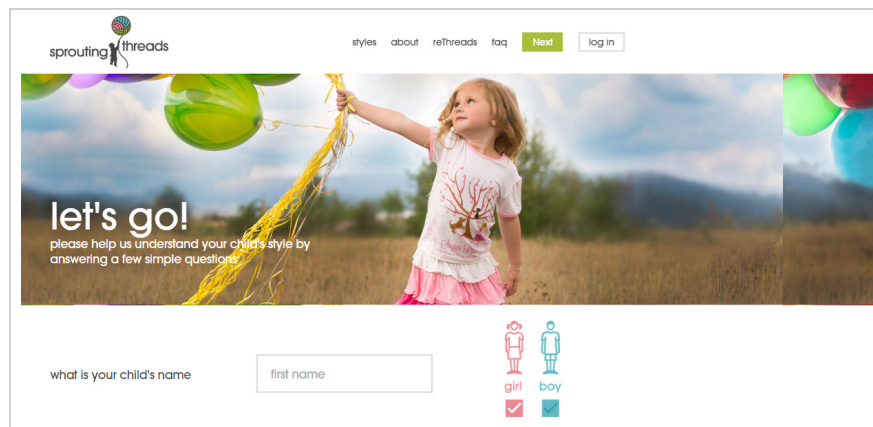 sprouting threads
styles about reThreads faq Next log in
let's go!
please help us understand your child's style by
answering a few simple questions
what is your child's name
first name
girl boy